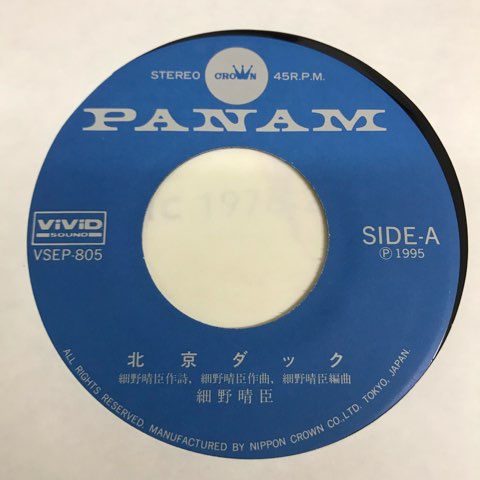 STEREO CROWN 45R.P.M.
PANAM
ViViD
SOUND
VSEP-805
SIDE-A
Ⓟ 1995
北京ダック
細野晴臣作詩、細野晴臣作曲、細野晴臣編曲
細野晴臣
ALL RIGHTS RESERVED. MANUFACTURED BY NIPPON CROWN CO.LTD. TOKYO, JAPAN.